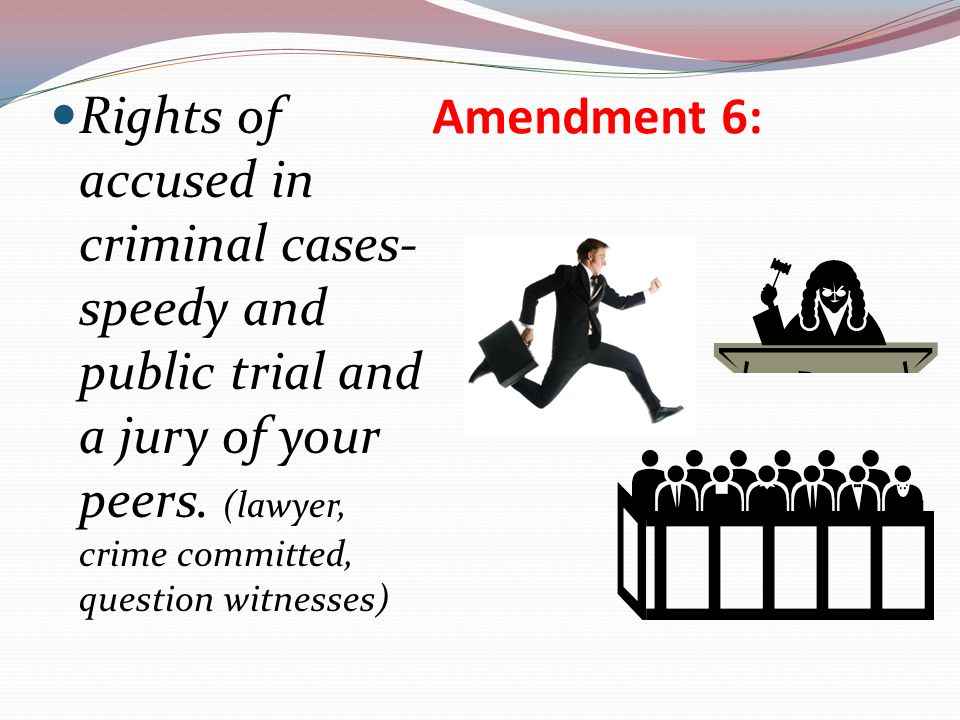 Amendment 6:
• Rights of
accused in
criminal cases-
speedy and
public trial and
a jury of your
peers. (lawyer,
crime committed,
question witnesses)